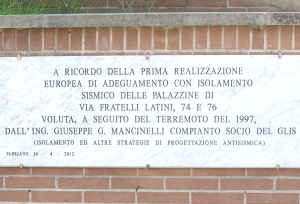 A RICORDO DELLA PRIMA REALIZZAZIONE
EUROPEA DI ADEGUAMENTO CON ISOLAMENTO
SISMICO DELLE PALAZZINE DI
VIA FRATELLI LATINI, 74 E 76
VOLUTA, A SEGUITO DEL TERREMOTO DEL 1997,
DALL'ING. GIUSEPPE G. MANCINELLI COMPIANTO SOCIO DEL GLIS
(ISOLAMENTO ED ALTRE STRATEGIE DI PROGETTAZIONE ANTISISMICA)
FABRIANO 14 - 4 - 2012